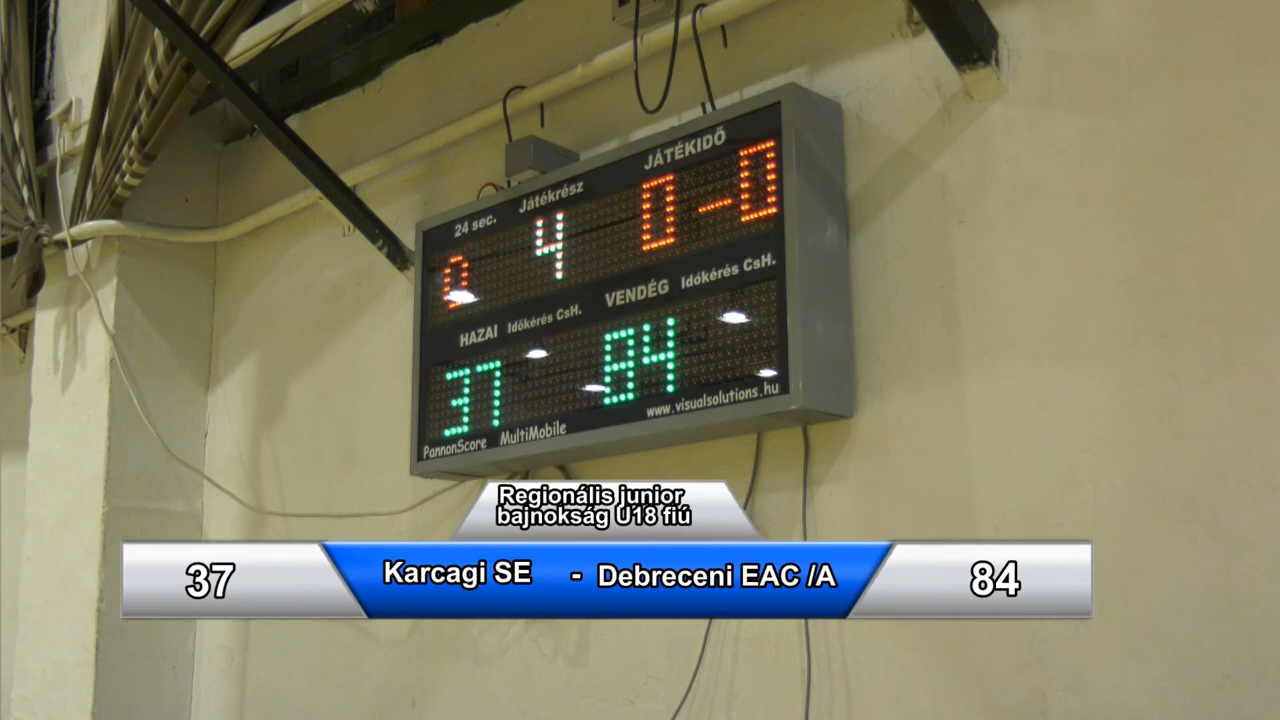 24 sec. Játékrész JÁTÉKIDŐ
0 4 0-0
HAZAI Időkérés CsH. VENDÉG Időkérés CsH.
37 84
PannonScore MultiMobile www.visualsolutions.hu
Regionális junior
bajnokság U18 fiú
37 Karcagi SE - Debreceni EAC /A 84